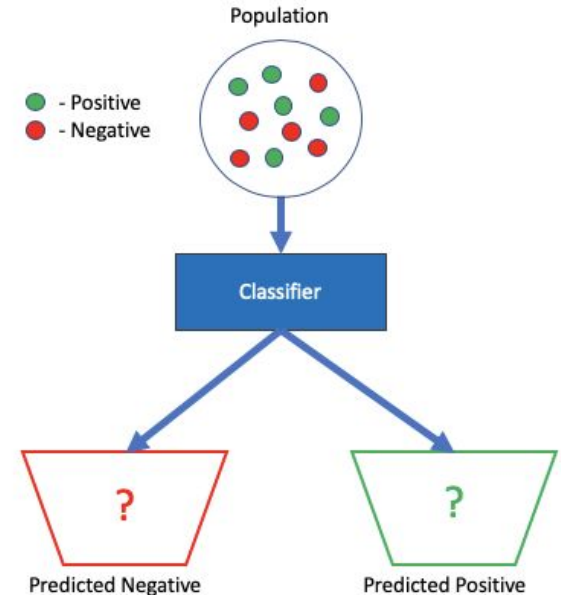 Population
- Positive
- Negative
Classifier
?
?
Predicted Negative
Predicted Positive